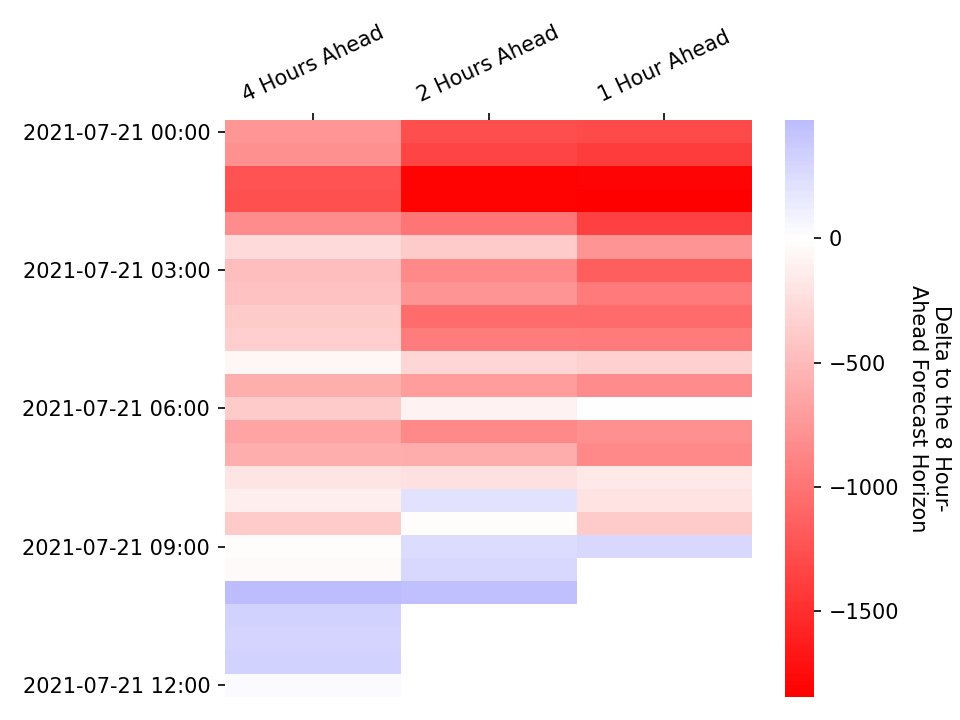 4 Hours Ahead
2 Hours Ahead
1 Hour Ahead
2021-07-21 00:00
2021-07-21 03:00
2021-07-21 06:00
2021-07-21 09:00
2021-07-21 12:00
0
−500
−1000
−1500
Delta to the 8 Hour-
Ahead Forecast Horizon